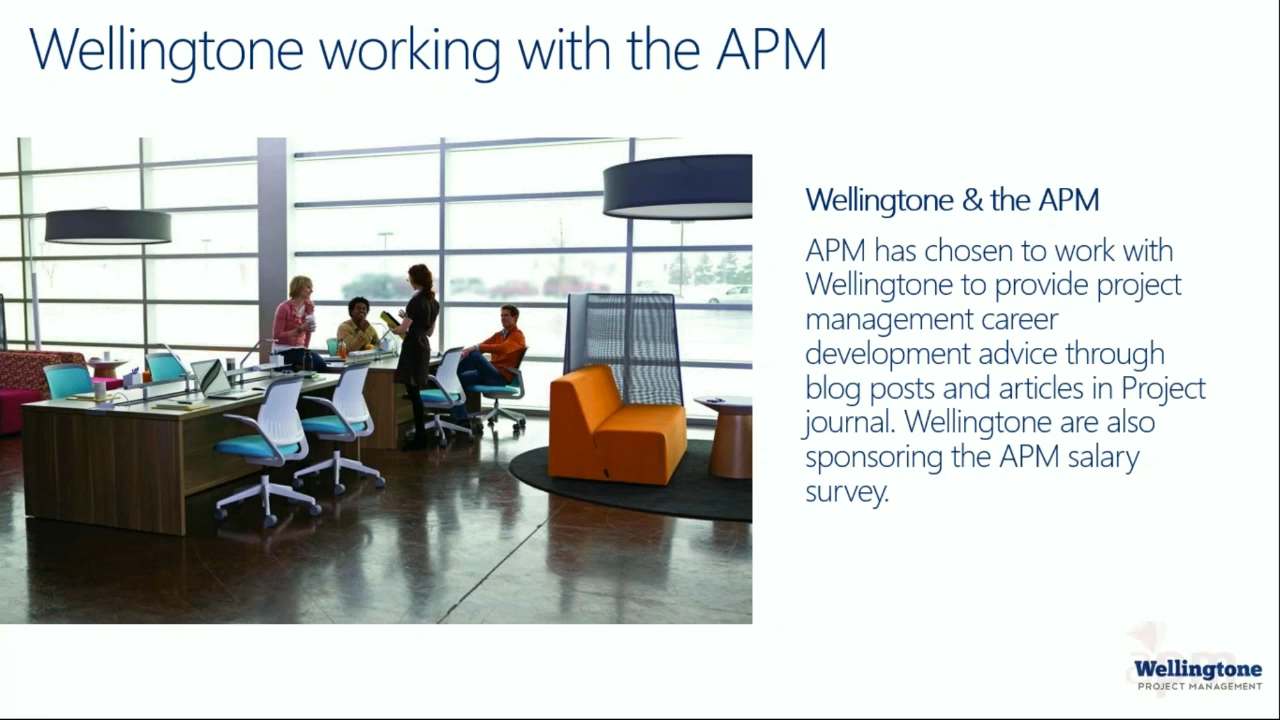 Wellingtone working with the APM
Wellingtone & the APM
APM has chosen to work with
Wellingtone to provide project
management career
development advice through
blog posts and articles in Project
journal. Wellingtone are also
sponsoring the APM salary
survey.
apm
Wellingtone
PROJECT MANAGEMENT